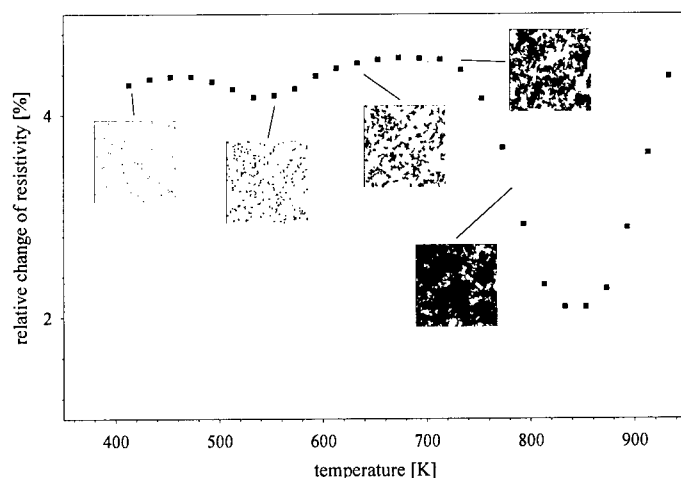 relative change of resistivity [%]
4
2
400 500 600 700 800 900
temperature [K]